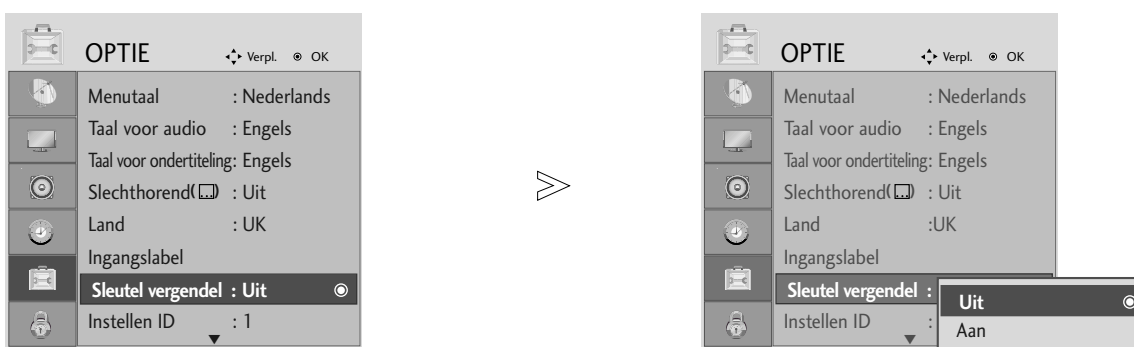 OPTIE Verpl. OK
Menutaal : Nederlands
Taal voor audio : Engels
Taal voor ondertiteling: Engels
Slechthorend( ) : Uit
Land : UK
Ingangslabel
Sleutel vergendel : Uit
Instellen ID : 1
OPTIE Verpl. OK
Menutaal : Nederlands
Taal voor audio : Engels
Taal voor ondertiteling: Engels
Slechthorend( ) : Uit
Land :UK
Ingangslabel
Sleutel vergendel :
Instellen ID :
Uit
Aan